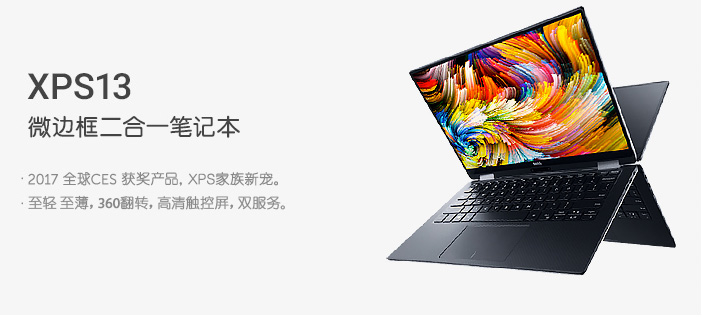 XPS13
微边框二合一笔记本
· 2017 全球CES 获奖产品, XPS家族新宠。
· 至轻 至薄, 360翻转, 高清触控屏, 双服务。
DELL